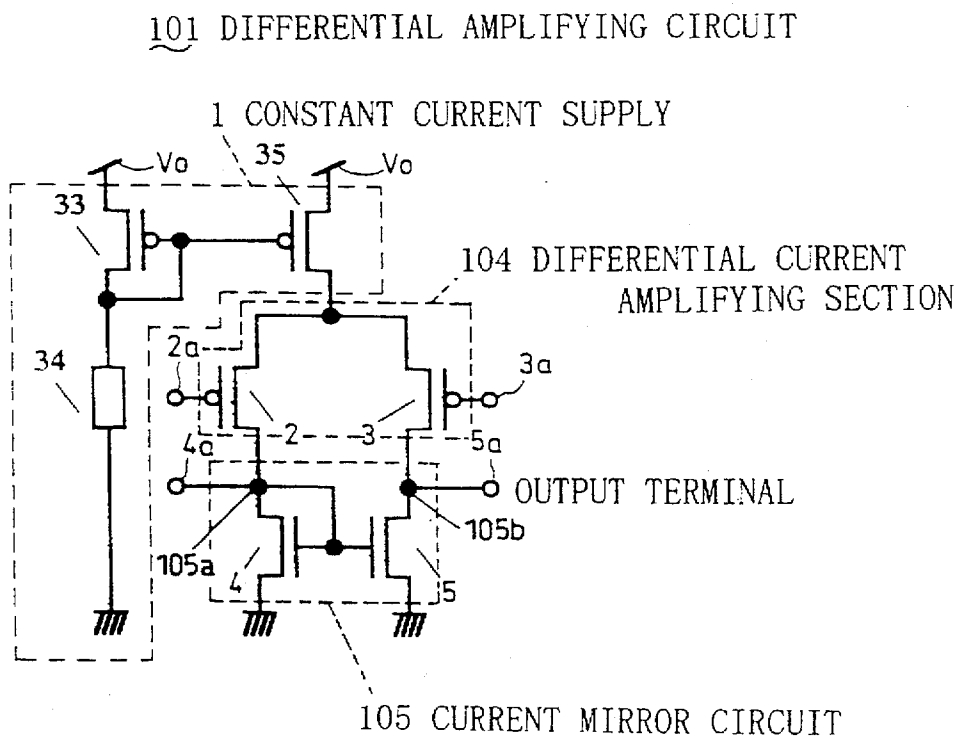 101 DIFFERENTIAL AMPLIFYING CIRCUIT
1 CONSTANT CURRENT SUPPLY
Vo
35
Vo
33
104 DIFFERENTIAL CURRENT
AMPLIFYING SECTION
34
2a
3a
2
3
4a
5a
OUTPUT TERMINAL
105a
105b
4
5
105 CURRENT MIRROR CIRCUIT